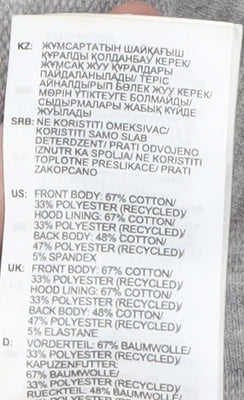 KZ: ЖҰМСАРТАТЫН ШАЙҚАҒЫШ
ҚҰРАЛДЫ ҚОЛДАНБАУ КЕРЕК/
ЖҰМСАҚ ЖУУ ҚҰРАЛДАРЫ
ПАЙДАЛАНЫЛАДЫ/ ТЕРІС
АЙНАЛДЫРЫП БӨЛЕК ЖУУ КЕРЕК/
МӨРІН ҮТІКТЕУГЕ БОЛМАЙДЫ/
СЫДЫРМАЛАРЫ ЖАБЫҚ КҮЙДЕ
ЖУЫЛАДЫ
SRB: NE KORISTITI OMEKSIVAC/
KORISTITI SAMO SLAB
DETERDZENT/ PRATI ODVOJENO
IZNUTR KA SPOLJA/ NE KORISTITI
TOPLOTNE PRESLIKACE/ PRATI
ZAKOPCANO
US: FRONT BODY: 67% COTTON/
33% POLYESTER (RECYCLED)/
HOOD LINING: 67% COTTON/
33% POLYESTER (RECYCLED)/
BACK BODY: 48% COTTON/
47% POLYESTER (RECYCLED)/
5% SPANDEX
UK: FRONT BODY: 67% COTTON/
33% POLYESTER (RECYCLED)/
HOOD LINING: 67% COTTON/
33% POLYESTER (RECYCLED)/
BACK BODY: 48% COTTON/
47% POLYESTER (RECYCLED)/
5% ELASTANE
D: VORDERTEIL: 67% BAUMWOLLE/
33% POLYESTER (RECYCLED)/
KAPUZENFUTTER:
67% BAUMWOLLE/
33% POLYESTER (RECYCLED)/
RUECKTEIL: 48% BAUMWOLLE/
POLYESTER